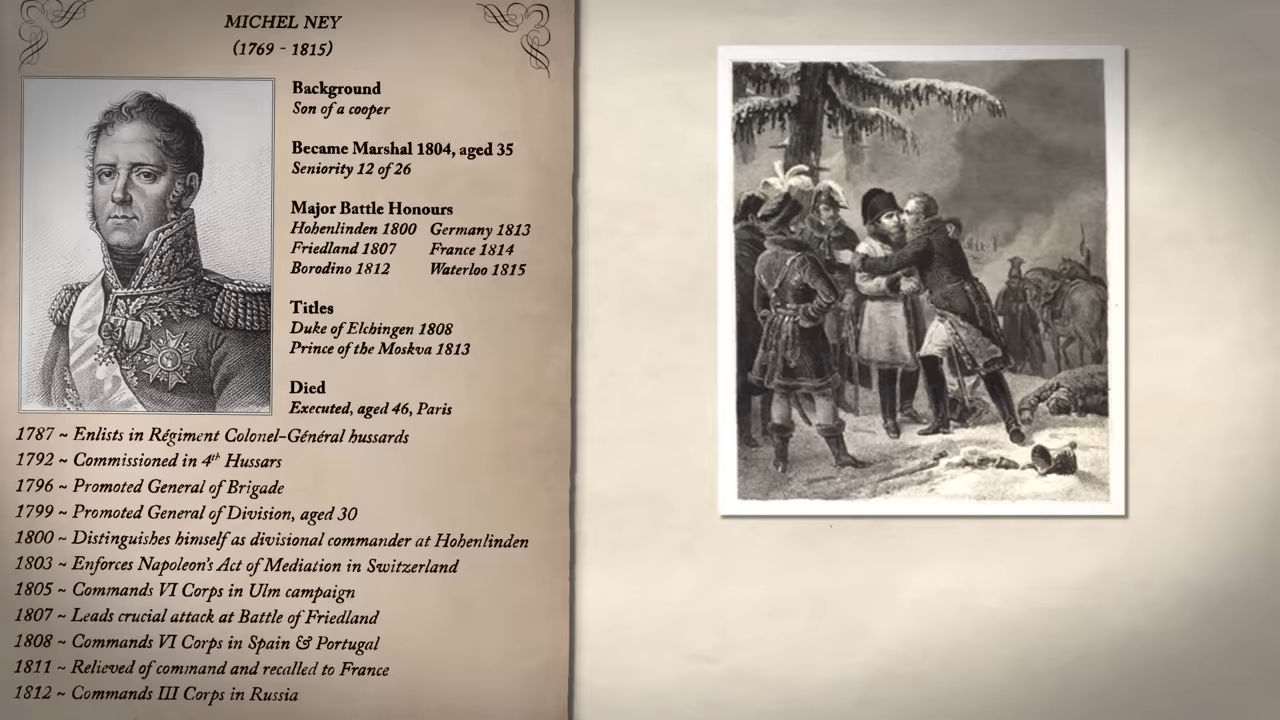 MICHEL NEY
(1769 - 1815)
Background
Son of a cooper
Became Marshal 1804, aged 35
Seniority 12 of 26
Major Battle Honours
Hohenlinden 1800 Germany 1813
Friedland 1807 France 1814
Borodino 1812 Waterloo 1815
Titles
Duke of Elchingen 1808
Prince of the Moskva 1813
Died
Executed, aged 46, Paris
1787 ~ Enlists in Régiment Colonel-Général hussards
1792 ~ Commissioned in 4th Hussars
1796 ~ Promoted General of Brigade
1799 ~ Promoted General of Division, aged 30
1800 ~ Distinguishes himself as divisional commander at Hohenlinden
1803 ~ Enforces Napoleon's Act of Mediation in Switzerland
1805 ~ Commands VI Corps in Ulm campaign
1807 ~ Leads crucial attack at Battle of Friedland
1808 ~ Commands VI Corps in Spain & Portugal
1811 ~ Relieved of command and recalled to France
1812 ~ Commands III Corps in Russia